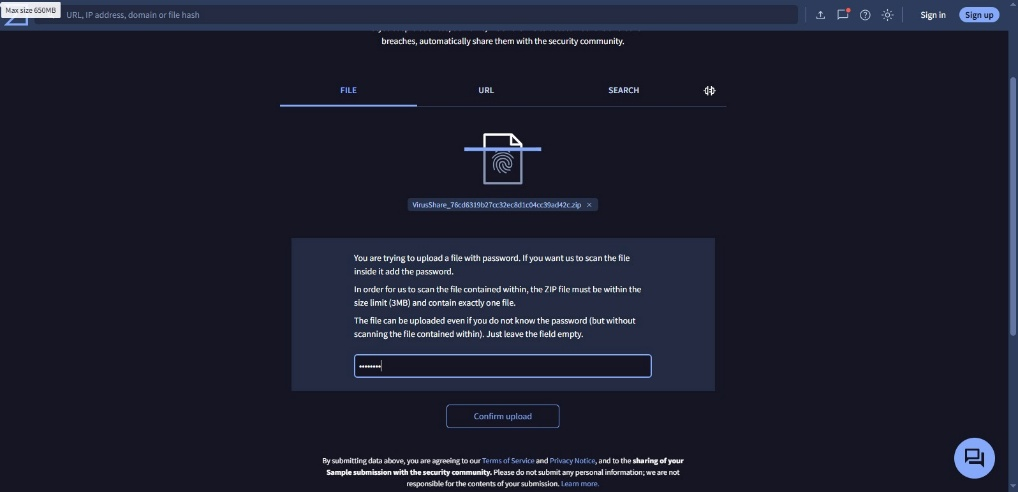 Max size 650MB
URL, IP address, domain or file hash
Sign in
Sign up
breaches, automatically share them with the security community.
FILE
URL
SEARCH
VirusShare_76cd6319b27cc32ec8d1c04cc39ad42c.zip ×
You are trying to upload a file with password. If you want us to scan the file
inside it add the password.
In order for us to scan the file contained within, the ZIP file must be within the
size limit (3MB) and contain exactly one file.
The file can be uploaded even if you do not know the password (but without
scanning the file contained within). Just leave the field empty.
••••••••
Confirm upload
By submitting data above, you are agreeing to our Terms of Service and Privacy Notice, and to the sharing of your
Sample submission with the security community. Please do not submit any personal information; we are not
responsible for the contents of your submission. Learn more.